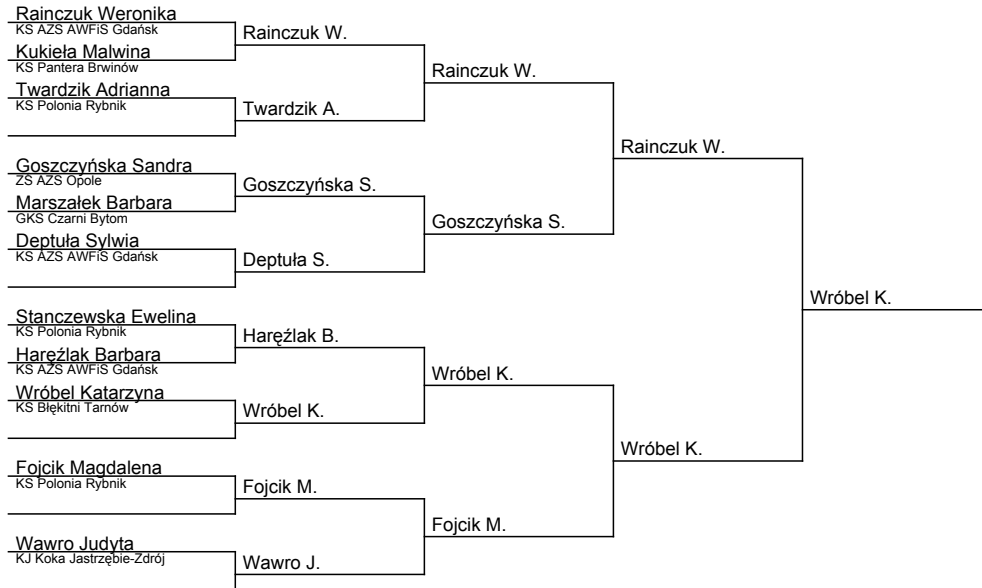 Rainczuk Weronika
KS AZS AWFiS Gdańsk
Kukieła Malwina
KS Pantera Brwinów
Twardzik Adrianna
KS Polonia Rybnik
Goszczyńska Sandra
ZS AZS Opole
Marszałek Barbara
GKS Czarni Bytom
Deptuła Sylwia
KS AZS AWFiS Gdańsk
Stanczewska Ewelina
KS Polonia Rybnik
Haręźlak Barbara
KS AZS AWFiS Gdańsk
Wróbel Katarzyna
KS Błękitni Tarnów
Fojcik Magdalena
KS Polonia Rybnik
Wawro Judyta
KJ Koka Jastrzębie-Zdrój
Rainczuk W.
Twardzik A.
Goszczyńska S.
Deptuła S.
Haręźlak B.
Wróbel K.
Fojcik M.
Wawro J.
Rainczuk W.
Goszczyńska S.
Wróbel K.
Fojcik M.
Rainczuk W.
Wróbel K.
Wróbel K.